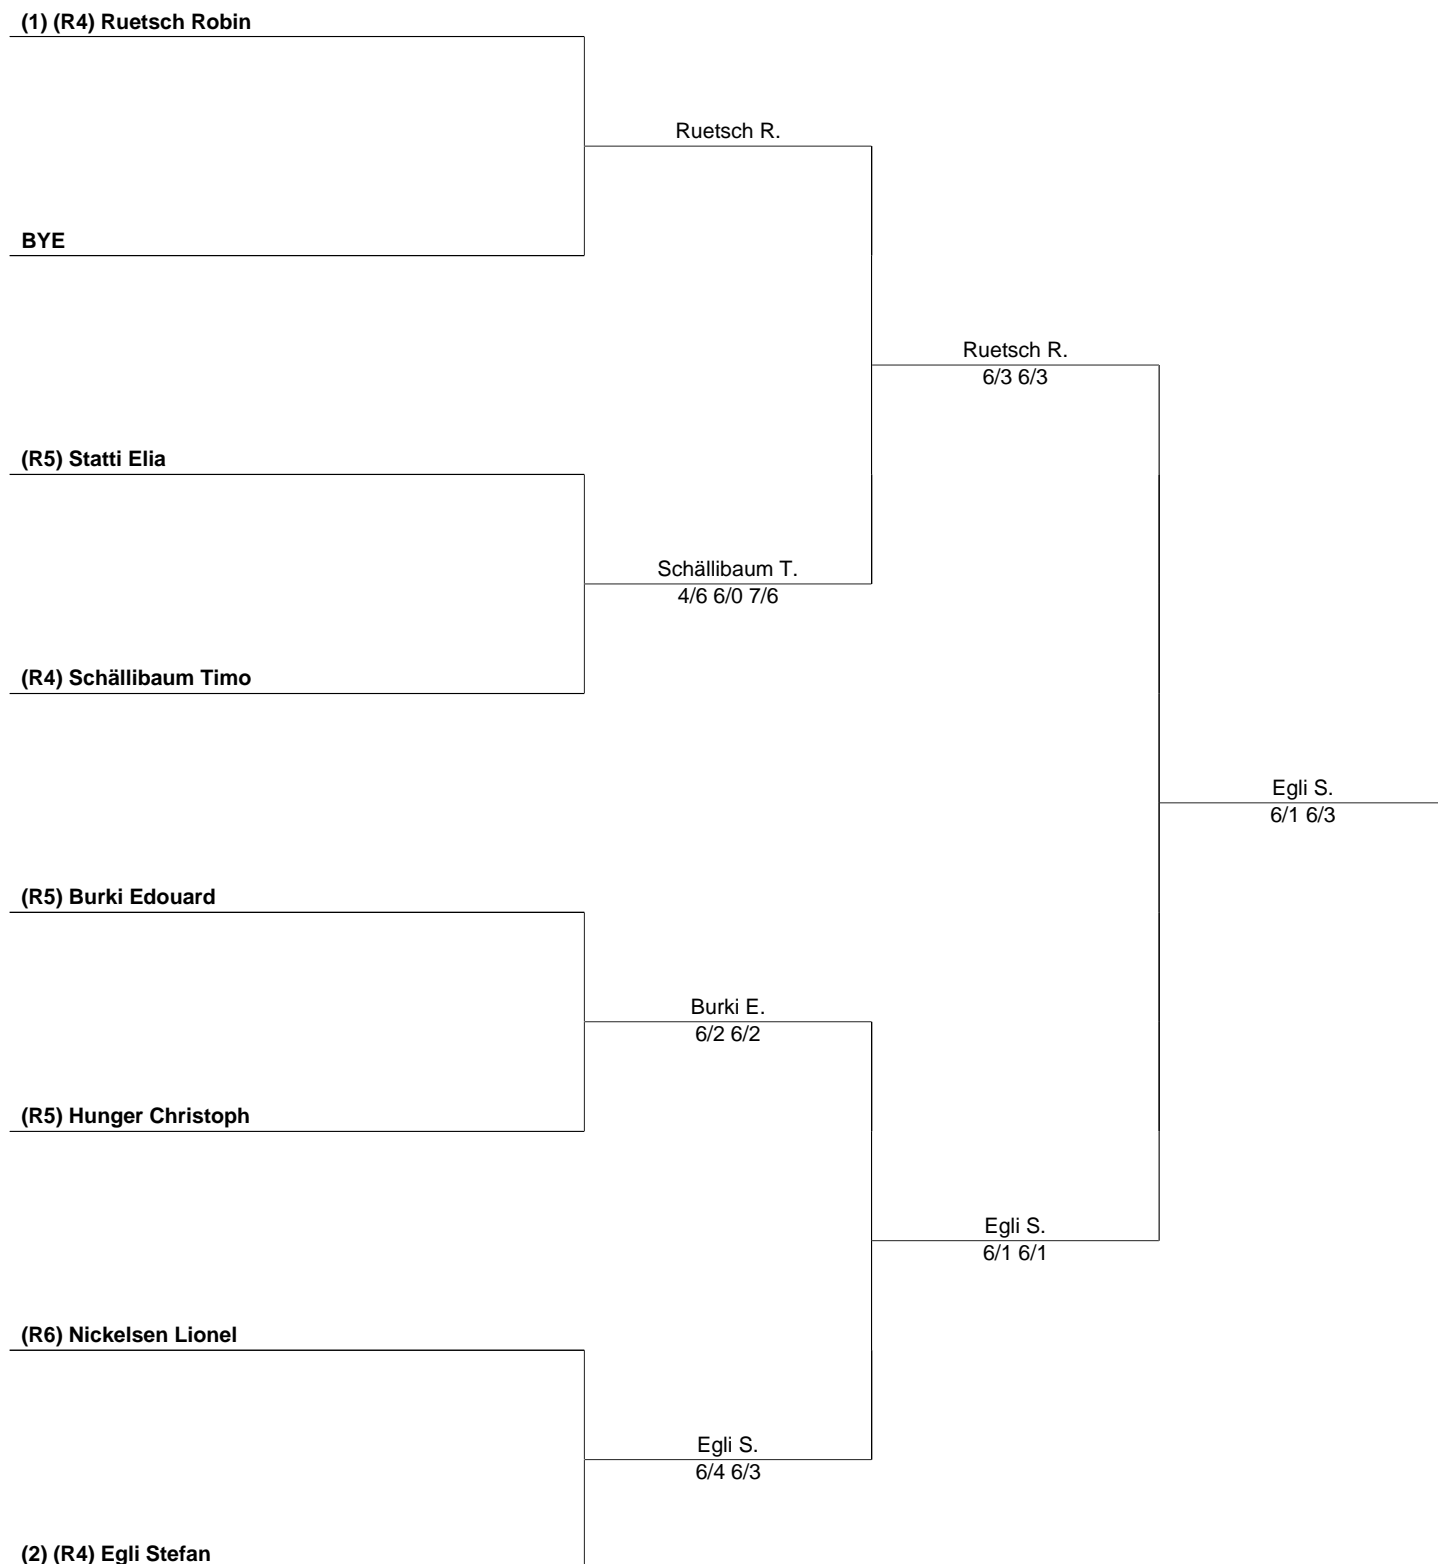 (1) (R4) Ruetsch Robin
Ruetsch R.
BYE
Ruetsch R.
6/3 6/3
(R5) Statti Elia
Schällibaum T.
4/6 6/0 7/6
(R4) Schällibaum Timo
Egli S.
6/1 6/3
(R5) Burki Edouard
Burki E.
6/2 6/2
(R5) Hunger Christoph
Egli S.
6/1 6/1
(R6) Nickelsen Lionel
Egli S.
6/4 6/3
(2) (R4) Egli Stefan